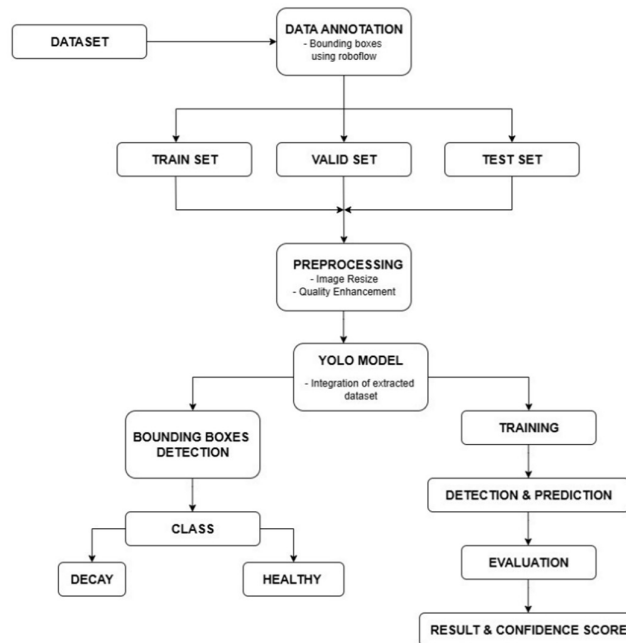 DATASET
DATA ANNOTATION
- Bounding boxes
using roboflow
TRAIN SET
VALID SET
TEST SET
PREPROCESSING
- Image Resize
- Quality Enhancement
YOLO MODEL
- Integration of extracted
dataset
BOUNDING BOXES
DETECTION
CLASS
DECAY
HEALTHY
TRAINING
DETECTION & PREDICTION
EVALUATION
RESULT & CONFIDENCE SCORE